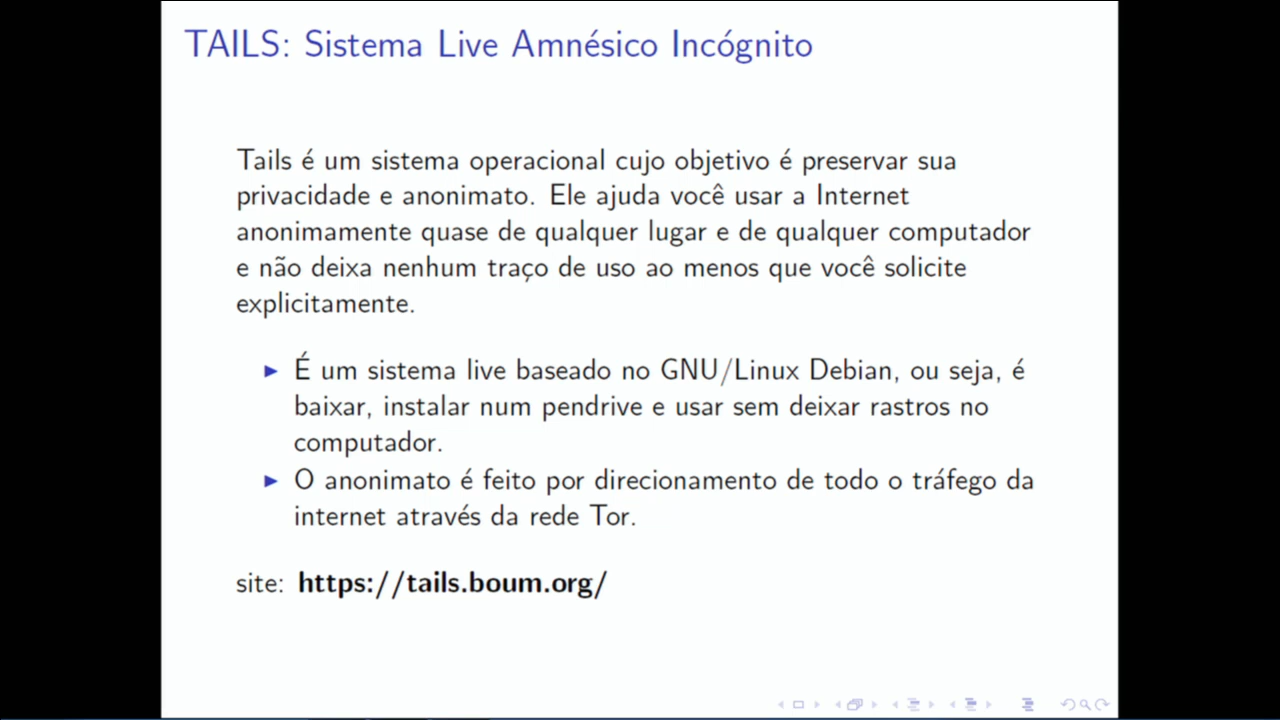 TAILS: Sistema Live Amnésico Incógnito
Tails é um sistema operacional cujo objetivo é preservar sua
privacidade e anonimato. Ele ajuda você usar a Internet
anonimamente quase de qualquer lugar e de qualquer computador
e não deixa nenhum traço de uso ao menos que você solicite
explicitamente.
É um sistema live baseado no GNU/Linux Debian, ou seja, é
baixar, instalar num pendrive e usar sem deixar rastros no
computador.
O anonimato é feito por direcionamento de todo o tráfego da
internet através da rede Tor.
site: https://tails.boum.org/